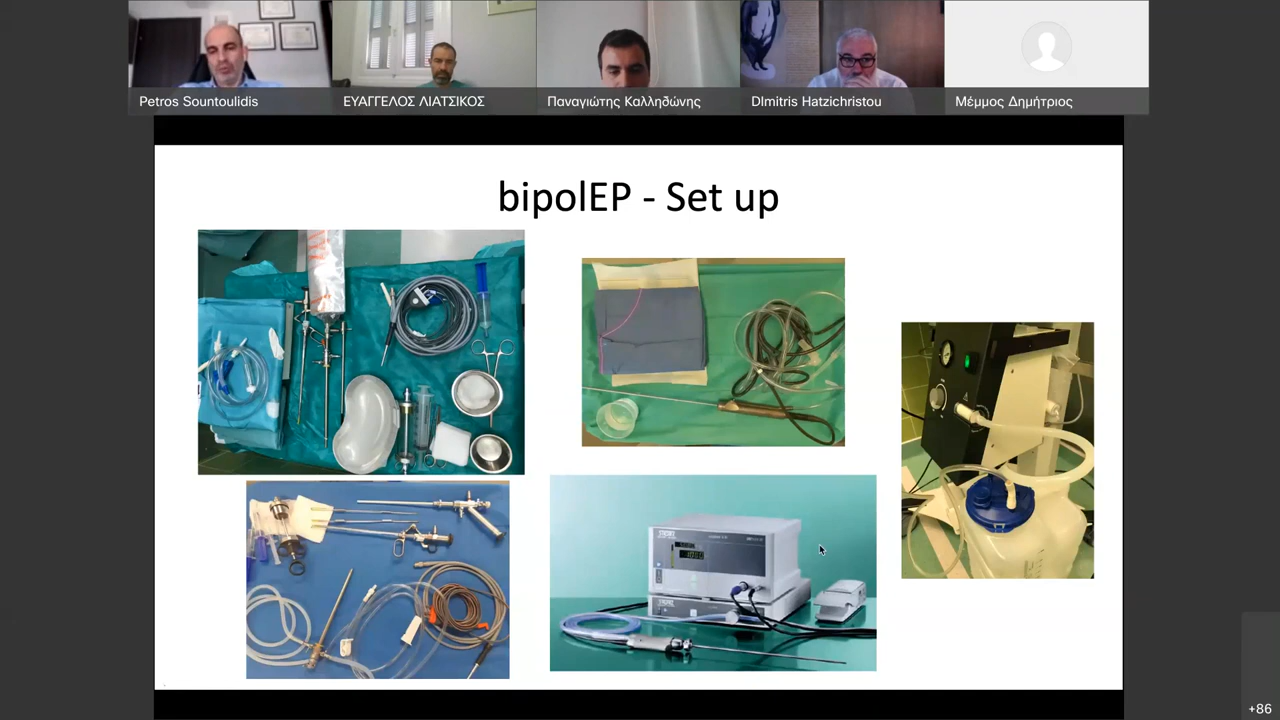 Petros Sountoulidis
ΕΥΑΓΓΕΛΟΣ ΛΙΑΤΣΙΚΟΣ
Παναγιώτης Καλληδώνης
DImitris Hatzichristou
Μέμμος Δημήτριος
bipolEP - Set up
+86